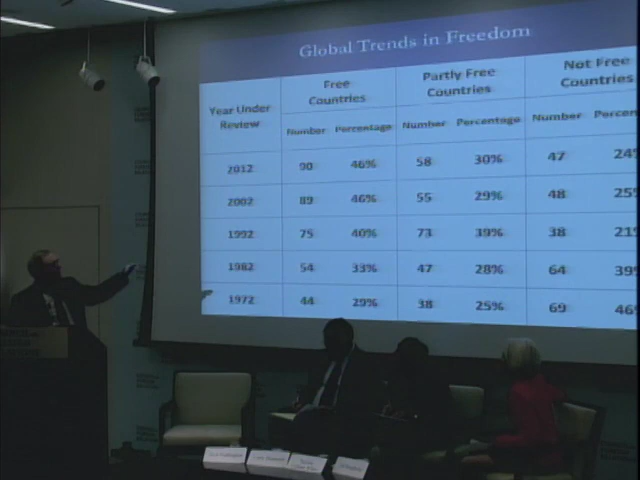 Global Trends in Freedom
Year Under Review
Free Countries
Partly Free Countries
Not Free Countries
Number Percentage Number Percentage Number Percen
2012 90 46% 58 30% 47 24%
2002 89 46% 55 29% 48 25%
1992 75 40% 73 39% 38 21%
1982 54 33% 47 28% 64 39%
1972 44 29% 38 25% 69 46%